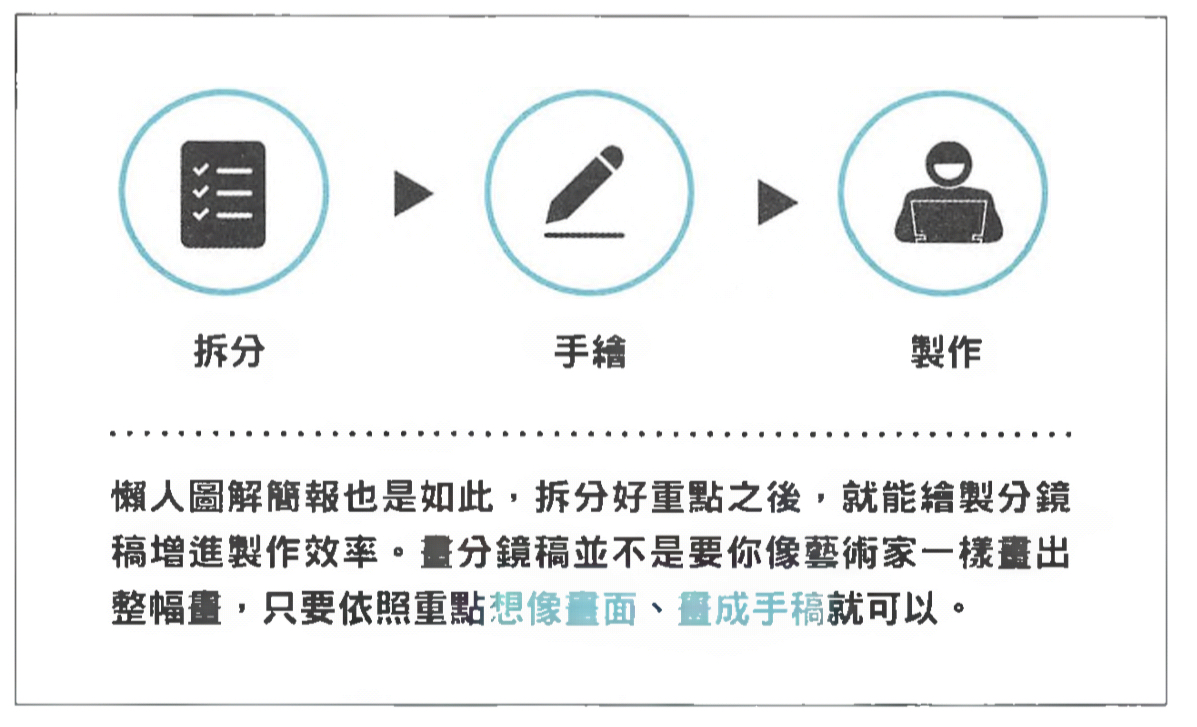 拆分
手繪
製作
懶人圖解簡報也是如此，拆分好重點之後，就能繪製分鏡
稿增進製作效率。畫分鏡稿並不是要你像藝術家一樣畫出
整幅畫，只要依照重點想像畫面、畫成手稿就可以。